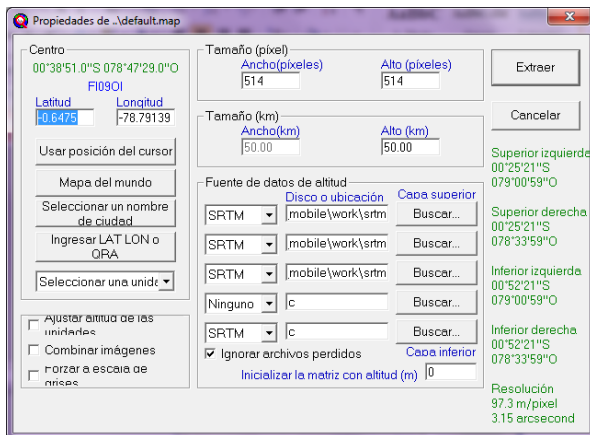 Propiedades de ..\default.map
Centro
00°38'51.0''S 078°47'29.0''O
FI09OI
Latitud Longitud
-0.6475 -78.79139
Usar posición del cursor
Mapa del mundo
Seleccionar un nombre
de ciudad
Ingresar LAT LON o
QRA
Seleccionar una unida
Ajustar altitud de las
unidades
Combinar imágenes
Forzar a escala de
grises
Tamaño (píxel)
Ancho(píxeles) Alto (píxeles)
514 514
Tamaño (km)
Ancho(km) Alto (km)
50.00 50.00
Fuente de datos de altitud
Disco o ubicación Capa superior
SRTM mobile\work\srtm Buscar...
SRTM mobile\work\srtm Buscar...
SRTM mobile\work\srtm Buscar...
Ninguno c Buscar...
SRTM c Buscar...
Ignorar archivos perdidos Capa inferior
Inicializar la matriz con altitud (m) 0
Extraer
Cancelar
Superior izquierda
00°25'21''S
079°00'59''O
Superior derecha
00°25'21''S
078°33'59''O
Inferior izquierda
00°52'21''S
079°00'59''O
Inferior derecha
00°52'21''S
078°33'59''O
Resolución
97.3 m/pixel
3.15 arcsecond